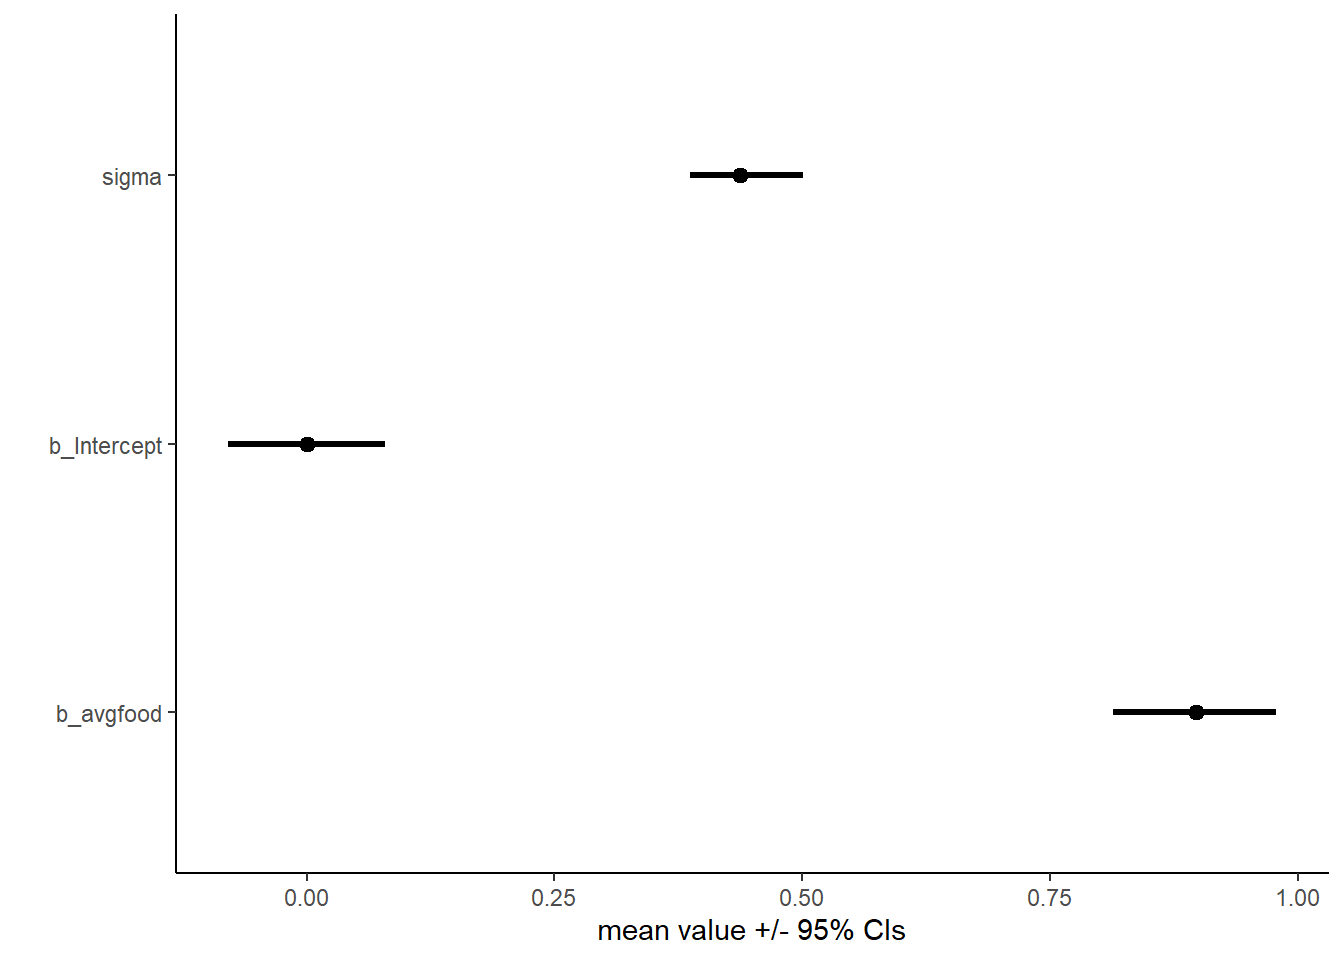 sigma
b_Intercept
b_avgfood
0.00 0.25 0.50 0.75 1.00
mean value +/- 95% CIs